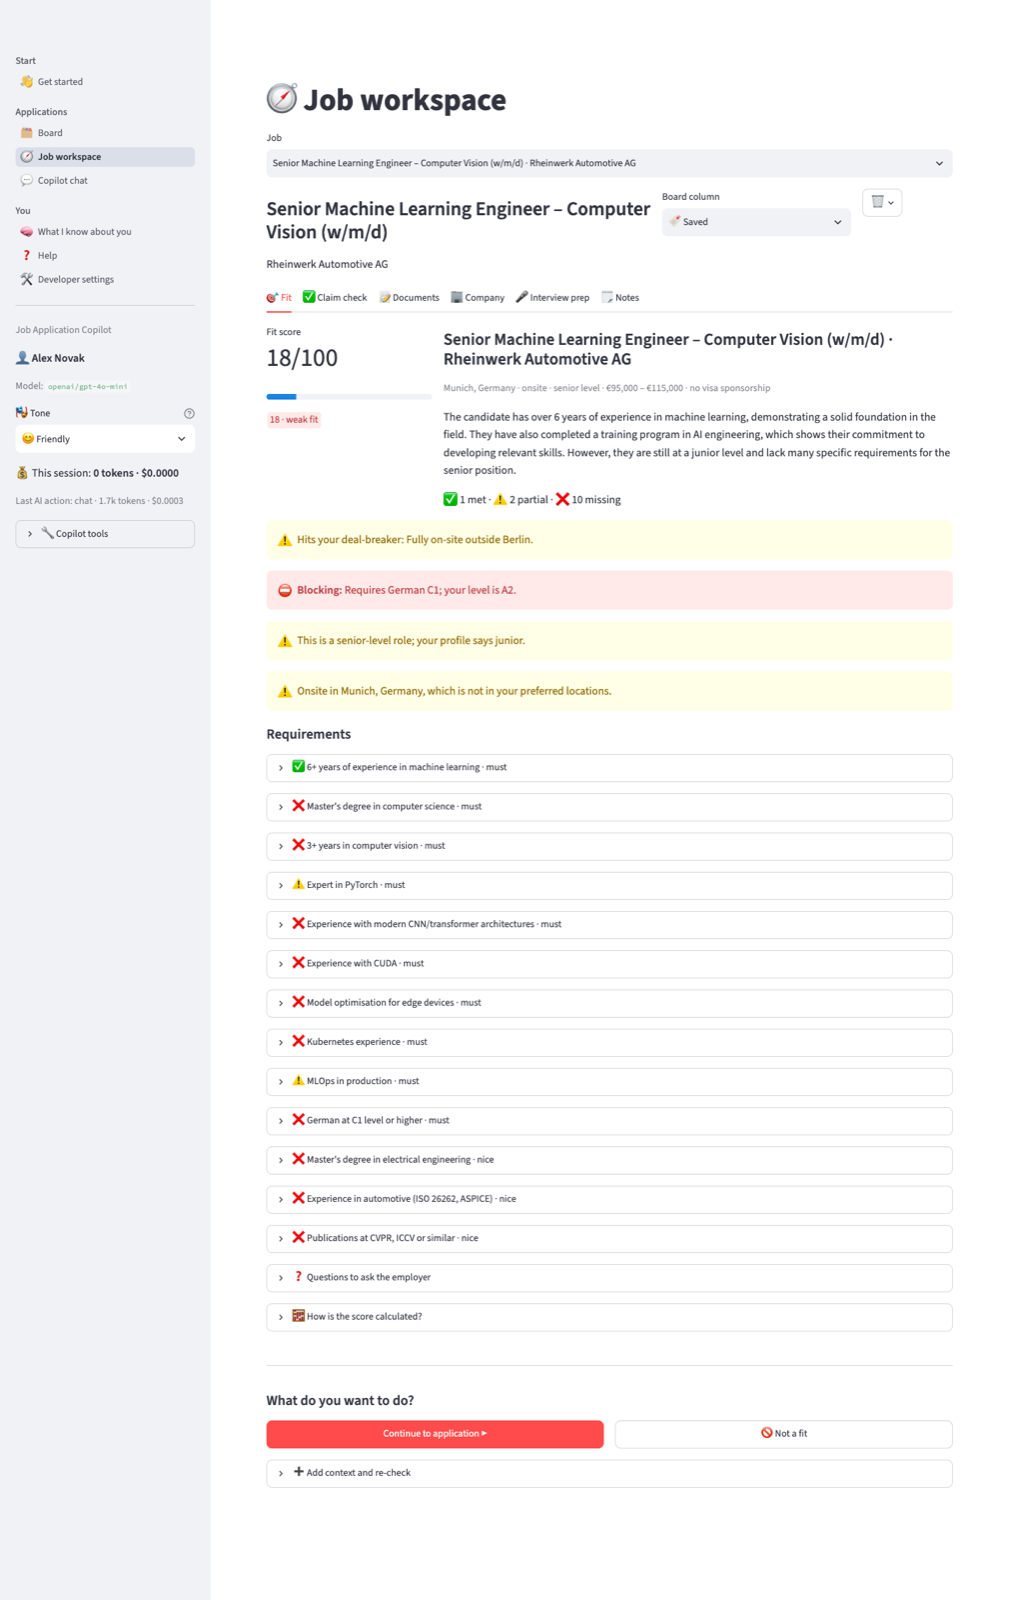 Start
Get started
Applications
Board
Job workspace
Copilot chat
You
What I know about you
Help
Developer settings
Job Application Copilot
Alex Novak
Model: openai/gpt-4o-mini
Tone
Friendly
This session: 0 tokens · $0.0000
Last AI action: chat · 1.7k tokens · $0.0003
Copilot tools
Job workspace
Job
Senior Machine Learning Engineer – Computer Vision (w/m/d) · Rheinwerk Automotive AG
Senior Machine Learning Engineer – Computer
Vision (w/m/d)
Board column
Saved
Rheinwerk Automotive AG
Fit
Claim check
Documents
Company
Interview prep
Notes
Fit score
18/100
18 · weak fit
Senior Machine Learning Engineer – Computer Vision (w/m/d) ·
Rheinwerk Automotive AG
Munich, Germany · onsite · senior level · €95,000 – €115,000 · no visa sponsorship
The candidate has over 6 years of experience in machine learning, demonstrating a solid foundation in the
field. They have also completed a training program in AI engineering, which shows their commitment to
developing relevant skills. However, they are still at a junior level and lack many specific requirements for the
senior position.
1 met · 2 partial · 10 missing
Hits your deal-breaker: Fully on-site outside Berlin.
Blocking: Requires German C1; your level is A2.
This is a senior-level role; your profile says junior.
Onsite in Munich, Germany, which is not in your preferred locations.
Requirements
6+ years of experience in machine learning · must
Master's degree in computer science · must
3+ years in computer vision · must
Expert in PyTorch · must
Experience with modern CNN/transformer architectures · must
Experience with CUDA · must
Model optimisation for edge devices · must
Kubernetes experience · must
MLOps in production · must
German at C1 level or higher · must
Master's degree in electrical engineering · nice
Experience in automotive (ISO 26262, ASPICE) · nice
Publications at CVPR, ICCV or similar · nice
Questions to ask the employer
How is the score calculated?
What do you want to do?
Continue to application
Not a fit
Add context and re-check